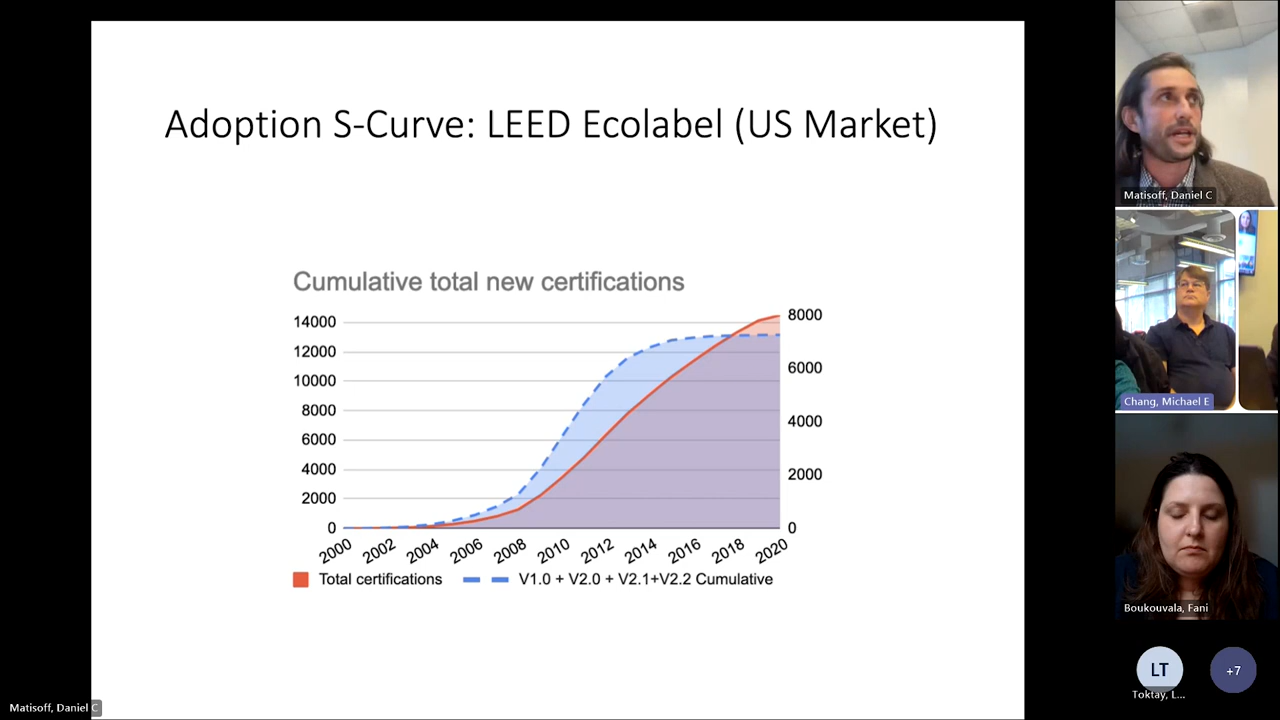 Adoption S-Curve: LEED Ecolabel (US Market)
Cumulative total new certifications
14000
12000
10000
8000
6000
4000
2000
0
8000
6000
4000
2000
0
2000 2002 2004 2006 2008 2010 2012 2014 2016 2018 2020
Total certifications V1.0 + V2.0 + V2.1+V2.2 Cumulative
Matisoff, Daniel C
Chang, Michael E
Boukouvala, Fani
LT
+7
Toktay, L...
Matisoff, Daniel C